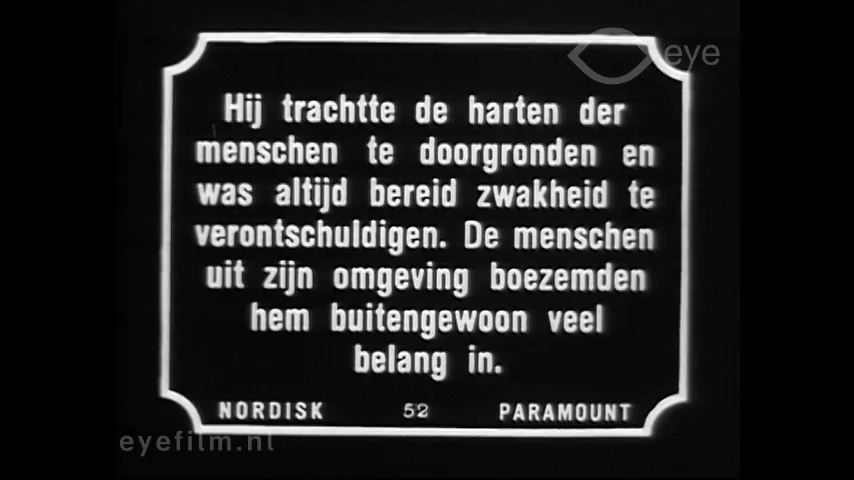 eye
Hij trachtte de harten der
menschen te doorgronden en
was altijd bereid zwakheid te
verontschuldigen. De menschen
uit zijn omgeving boezemden
hem buitengewoon veel
belang in.
NORDISK 52 PARAMOUNT
eyefilm.nl